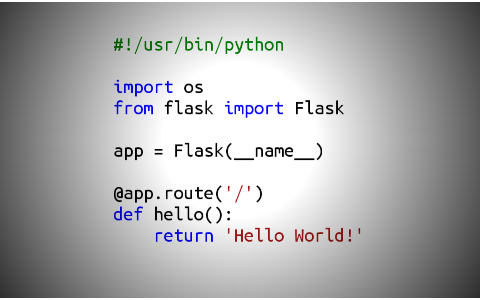 #!/usr/bin/python
import os
from flask import Flask
app = Flask(__name__)
@app.route('/')
def hello():
    return 'Hello World!'